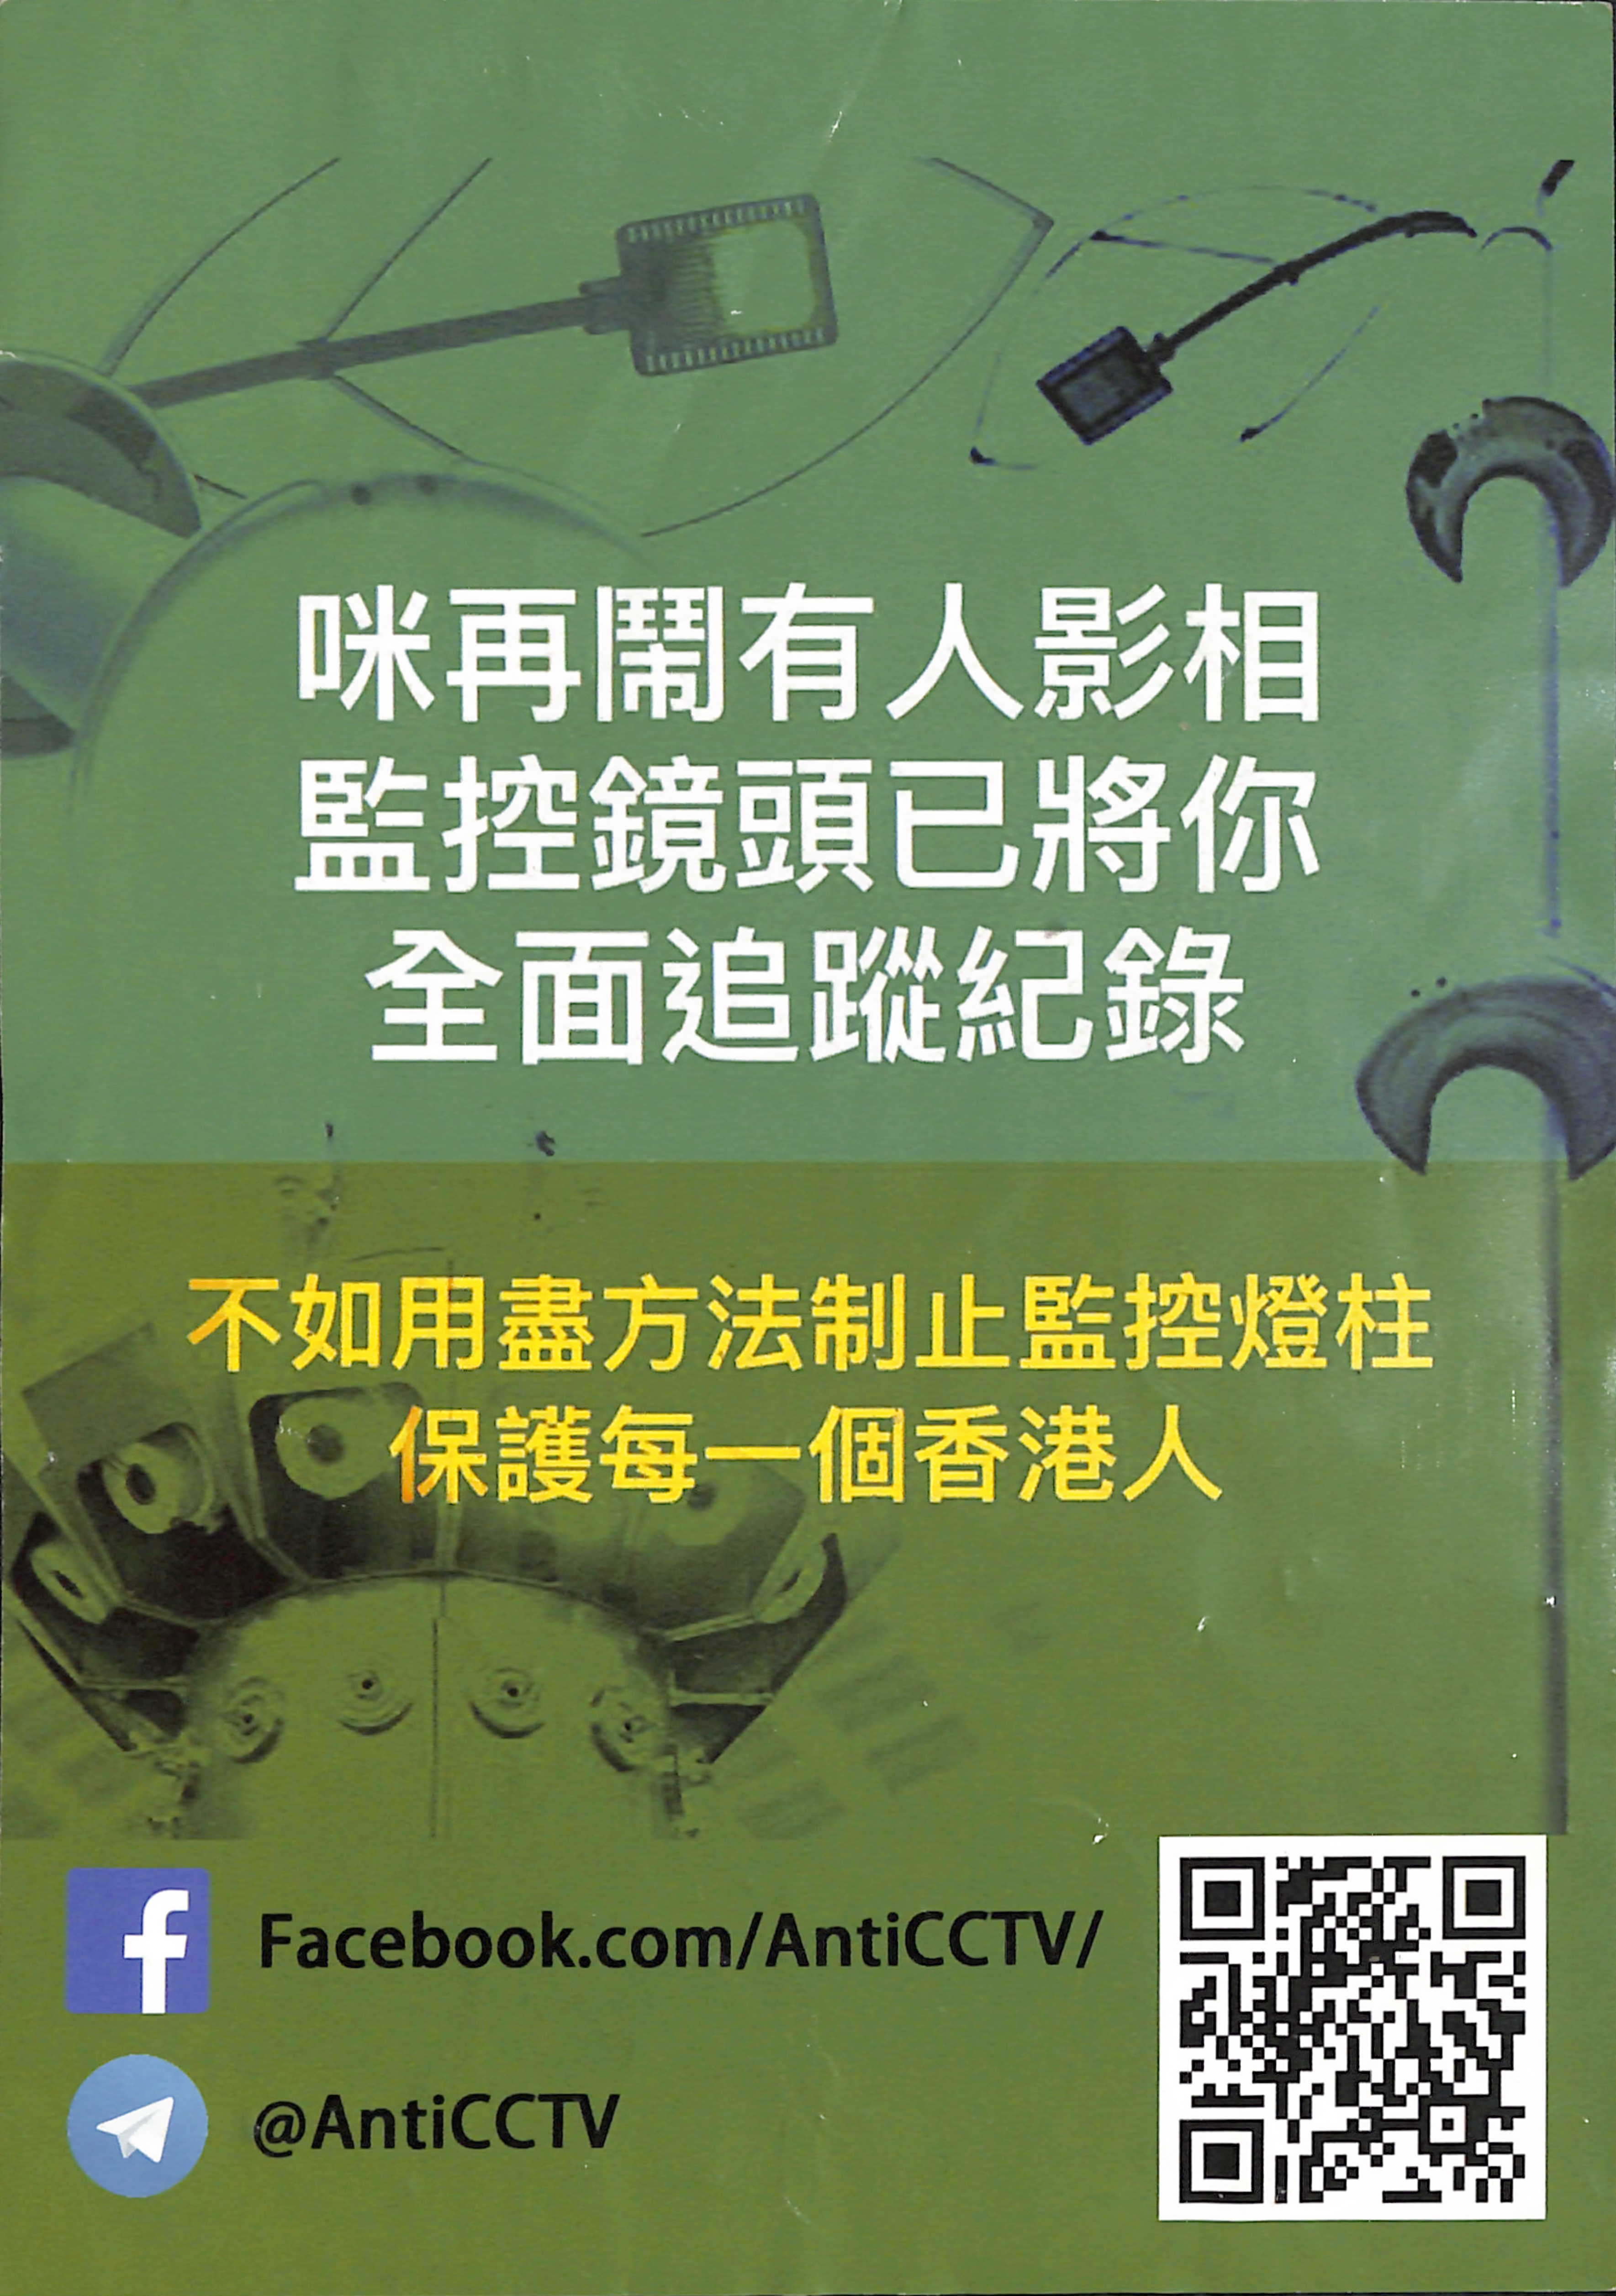 咪再鬧有人影相
監控鏡頭已將你
全面追蹤紀錄
不如用盡方法制止監控燈柱
保護每一個香港人
Facebook.com/AntiCCTV/
@AntiCCTV